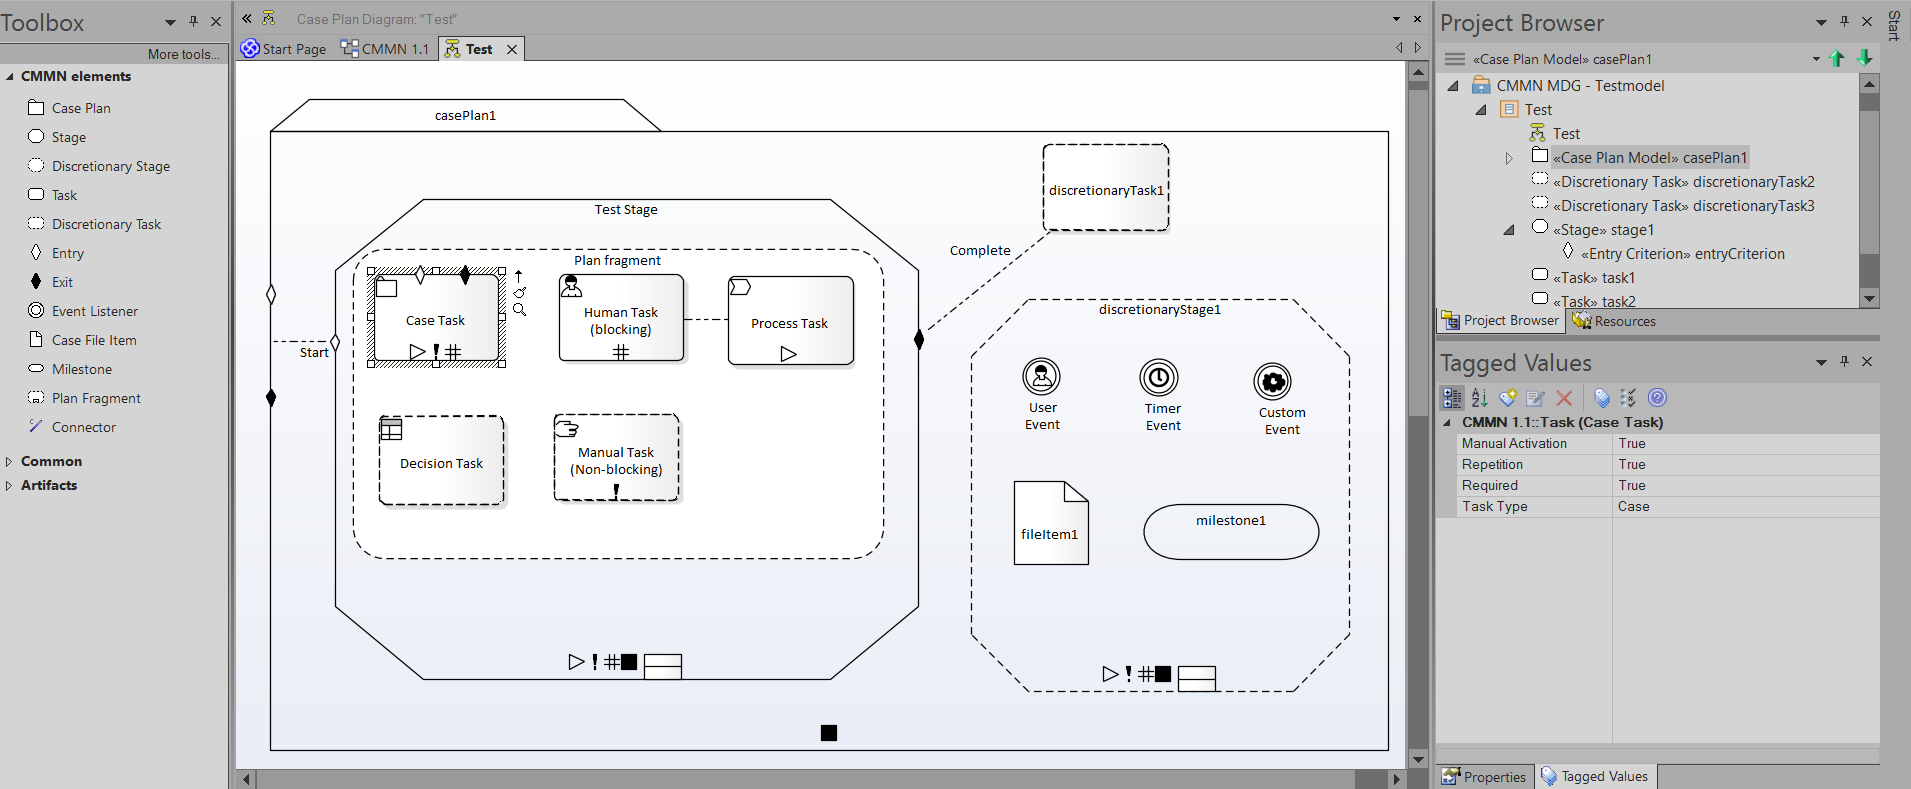 Toolbox
More tools...
CMMN elements
Case Plan
Stage
Discretionary Stage
Task
Discretionary Task
Entry
Exit
Event Listener
Case File Item
Milestone
Plan Fragment
Connector
Common
Artifacts
Case Plan Diagram: "Test"
Start Page
CMMN 1.1
Test
casePlan1
Test Stage
Plan fragment
Case Task
Human Task
(blocking)
Process Task
Decision Task
Manual Task
(Non-blocking)
Start
Complete
discretionaryTask1
discretionaryStage1
User
Event
Timer
Event
Custom
Event
fileItem1
milestone1
Project Browser
«Case Plan Model» casePlan1
CMMN MDG - Testmodel
Test
Test
«Case Plan Model» casePlan1
«Discretionary Task» discretionaryTask2
«Discretionary Task» discretionaryTask3
«Stage» stage1
«Entry Criterion» entryCriterion
«Task» task1
«Task» task2
Project Browser
Resources
Tagged Values
CMMN 1.1::Task (Case Task)
Manual Activation True
Repetition True
Required True
Task Type Case
Properties
Tagged Values
Start